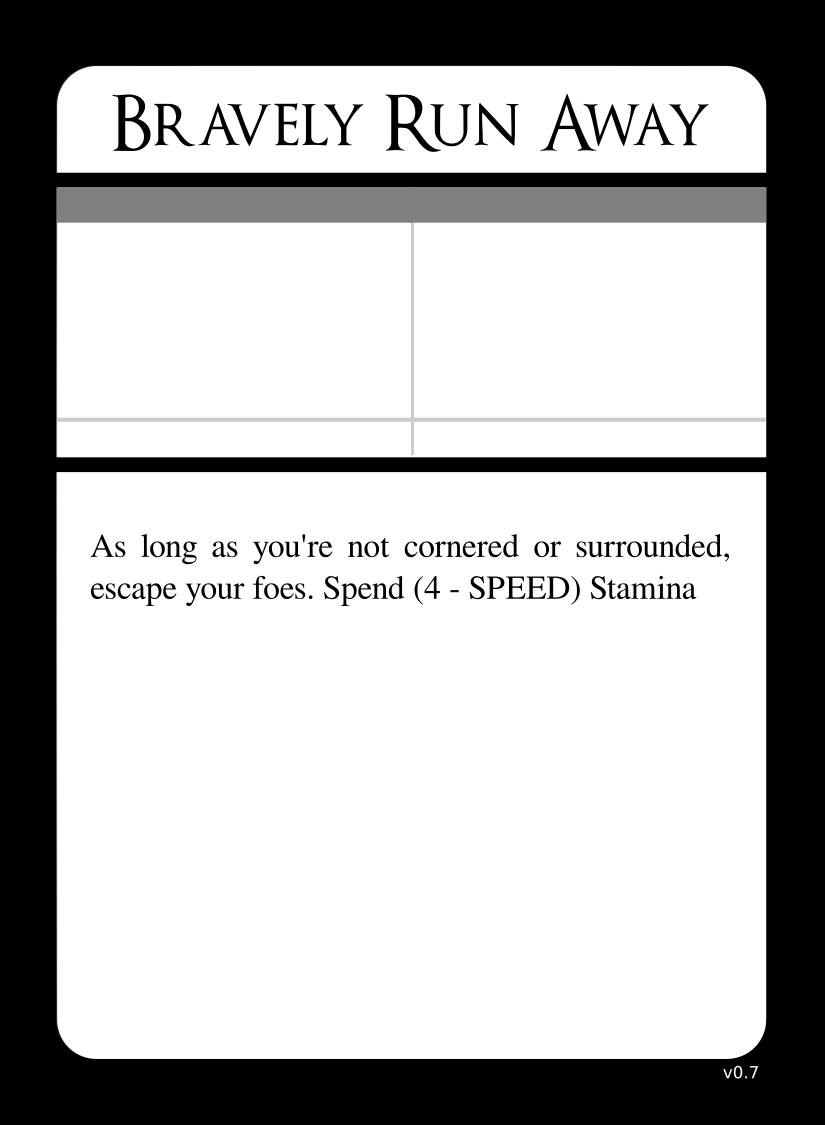 Bravely Run Away
As long as you're not cornered or surrounded,
escape your foes. Spend (4 - SPEED) Stamina
v0.7